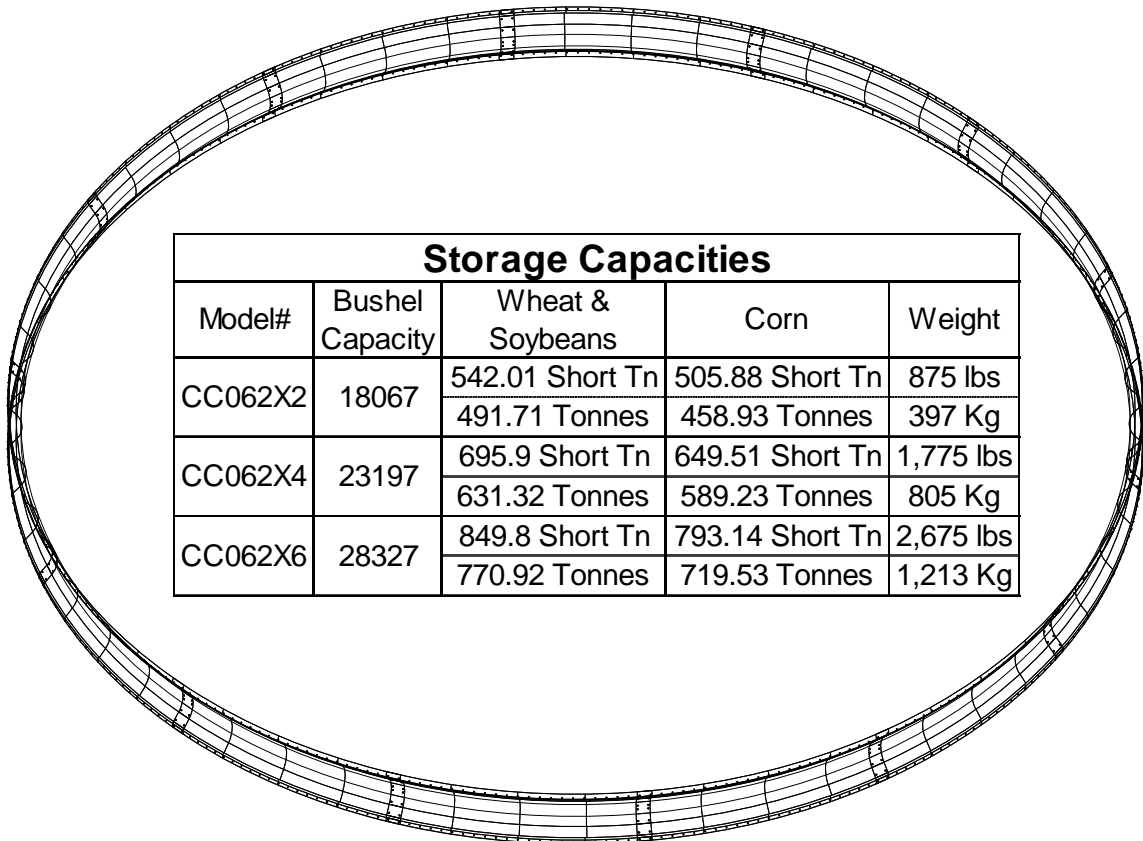 Storage Capacities
Model# Bushel Capacity Wheat & Soybeans Corn Weight
CC062X2 18067 542.01 Short Tn 505.88 Short Tn 875 lbs
491.71 Tonnes 458.93 Tonnes 397 Kg
CC062X4 23197 695.9 Short Tn 649.51 Short Tn 1,775 lbs
631.32 Tonnes 589.23 Tonnes 805 Kg
CC062X6 28327 849.8 Short Tn 793.14 Short Tn 2,675 lbs
770.92 Tonnes 719.53 Tonnes 1,213 Kg